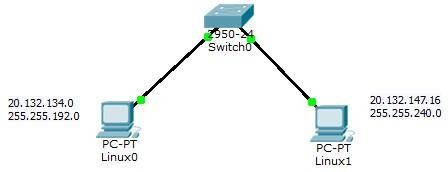 2950-24
Switch0
20.132.134.0
255.255.192.0
PC-PT
Linux0
20.132.147.16
255.255.240.0
PC-PT
Linux1